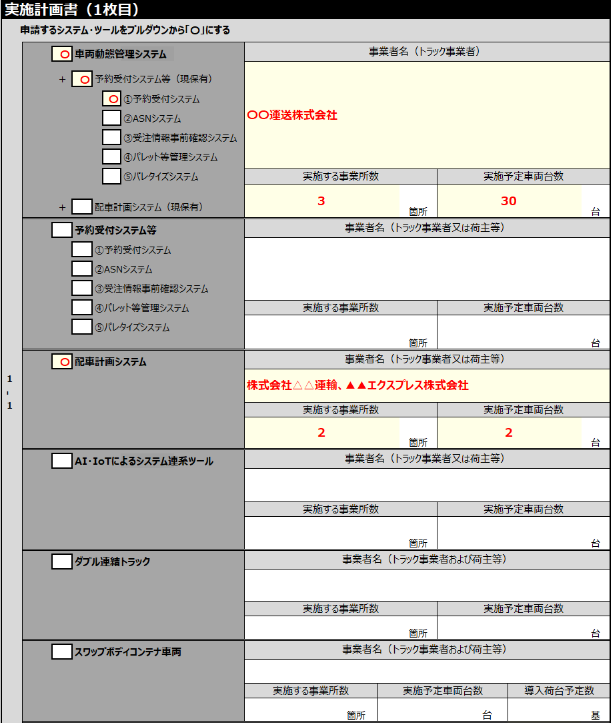 実施計画書（1枚目）
申請するシステム・ツールをプルダウンから「〇」にする
〇 車両動態管理システム
事業者名（トラック事業者）
+ 〇 予約受付システム等（現保有）
〇 ①予約受付システム
〇〇運送株式会社
②ASNシステム
③受注情報事前確認システム
④パレット等管理システム
⑤パレタイズシステム
実施する事業所数 実施予定車両台数
+ 配車計画システム（現保有）
3 箇所 30 台
予約受付システム等
事業者名（トラック事業者又は荷主等）
①予約受付システム
②ASNシステム
③受注情報事前確認システム
④パレット等管理システム
実施する事業所数 実施予定車両台数
⑤パレタイズシステム
箇所 台
〇 配車計画システム
事業者名（トラック事業者又は荷主等）
1
-
1
株式会社△△運輸、▲▲エクスプレス株式会社
実施する事業所数 実施予定車両台数
2 箇所 2 台
AI・IoTによるシステム連系ツール
事業者名（トラック事業者又は荷主等）
実施する事業所数 実施予定車両台数
箇所 台
ダブル連結トラック
事業者名（トラック事業者および荷主等）
実施する事業所数 実施予定車両台数
箇所 台
スワップボディコンテナ車両
事業者名（トラック事業者および荷主等）
実施する事業所数 実施予定車両台数 導入荷台予定数
箇所 台 基